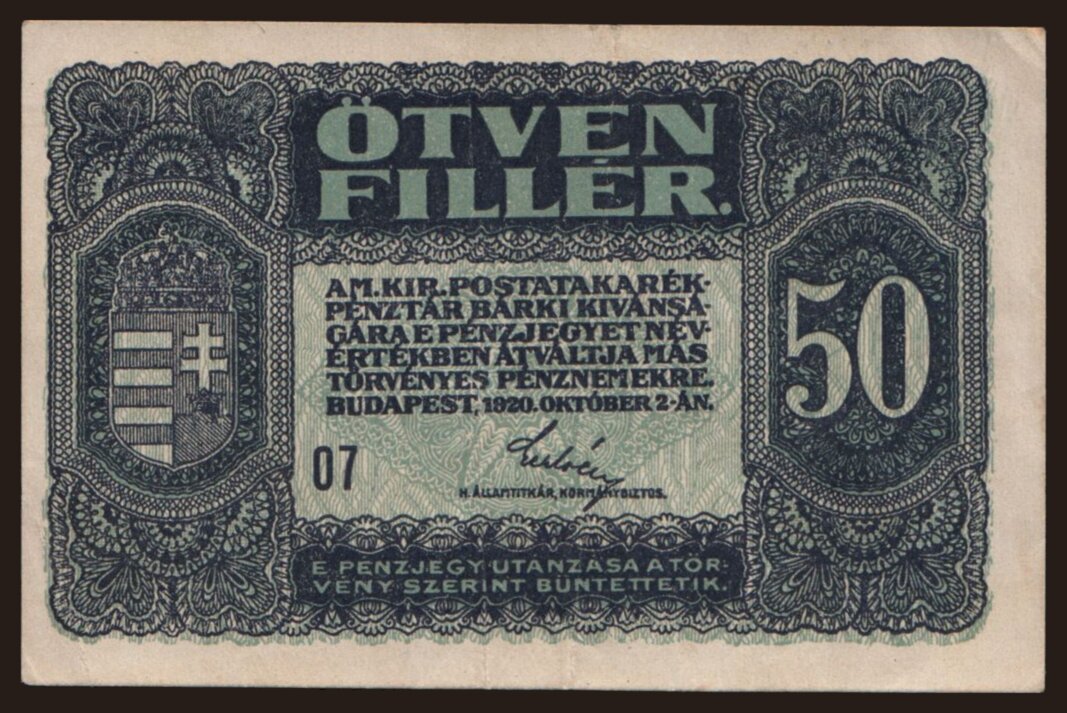 ÖTVEN
FILLÉR.
A M. KIR. POSTATAKARÉK-
PÉNZTÁR BÁRKI KIVÁNSÁ-
GÁRA E PÉNZJEGYET NÉV-
ÉRTÉKBEN ÁTVÁLTJA MÁS
TÖRVÉNYES PÉNZNEMEKRE.
BUDAPEST, 1920. OKTÓBER 2-ÁN.
07
H. ÁLLAMTITKÁR, KORMÁNYBIZTOS.
50
E PÉNZJEGY UTÁNZÁSA A TÖR-
VÉNY SZERINT BÜNTETTETIK.